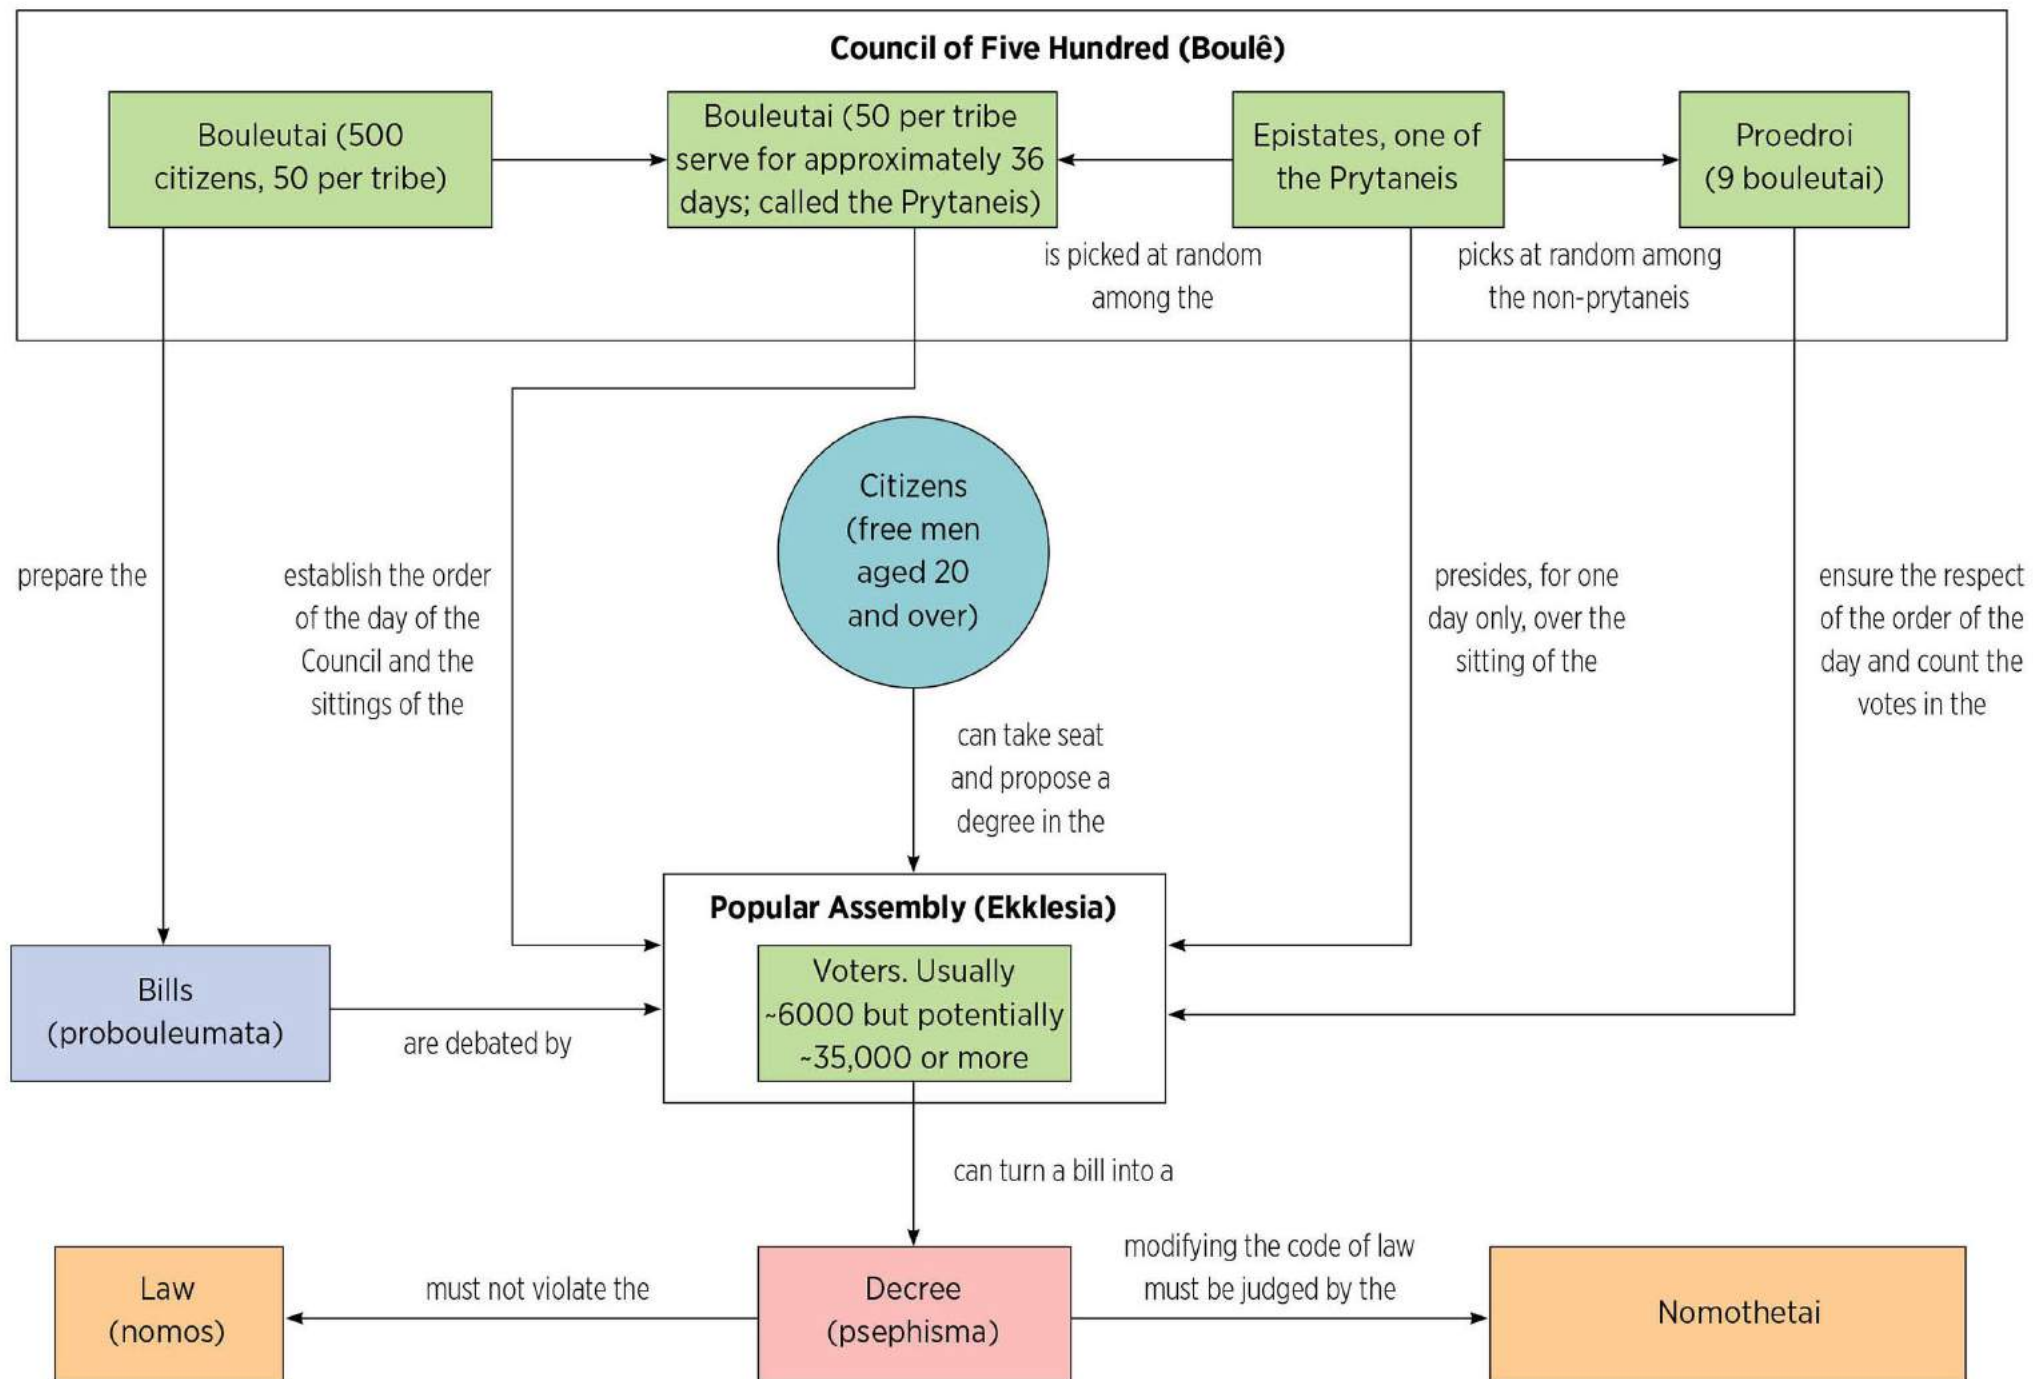 Council of Five Hundred (Boulê)
Bouleutai (500
citizens, 50 per tribe)
Bouleutai (50 per tribe
serve for approximately 36
days; called the Prytaneis)
Epistates, one of
the Prytaneis
Proedroi
(9 bouleutai)
is picked at random
among the
picks at random among
the non-prytaneis
prepare the
establish the order
of the day of the
Council and the
sittings of the
Citizens
(free men
aged 20
and over)
presides, for one
day only, over the
sitting of the
ensure the respect
of the order of the
day and count the
votes in the
can take seat
and propose a
degree in the
Popular Assembly (Ekklesia)
Voters. Usually
~6000 but potentially
~35,000 or more
Bills
(probouleumata)
are debated by
can turn a bill into a
Law
(nomos)
must not violate the
Decree
(psephisma)
modifying the code of law
must be judged by the
Nomothetai